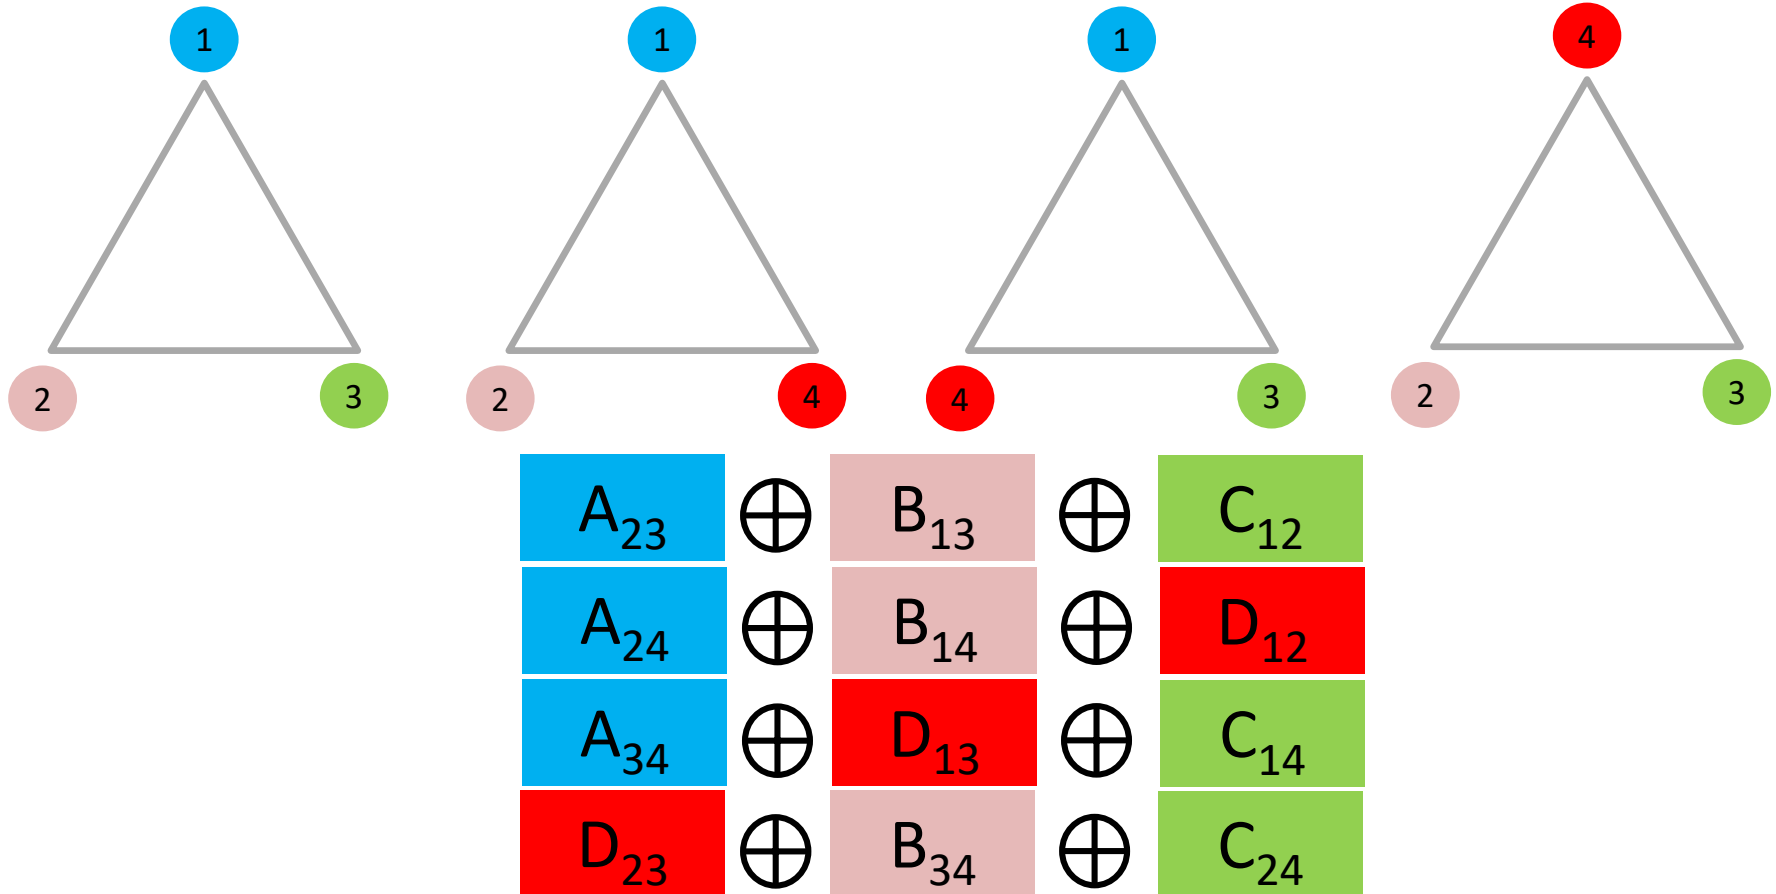 1 1 1 4
2 3 2 4 4 3 2 3
A₂₃ ⊕ B₁₃ ⊕ C₁₂
A₂₄ ⊕ B₁₄ ⊕ D₁₂
A₃₄ ⊕ D₁₃ ⊕ C₁₄
D₂₃ ⊕ B₃₄ ⊕ C₂₄